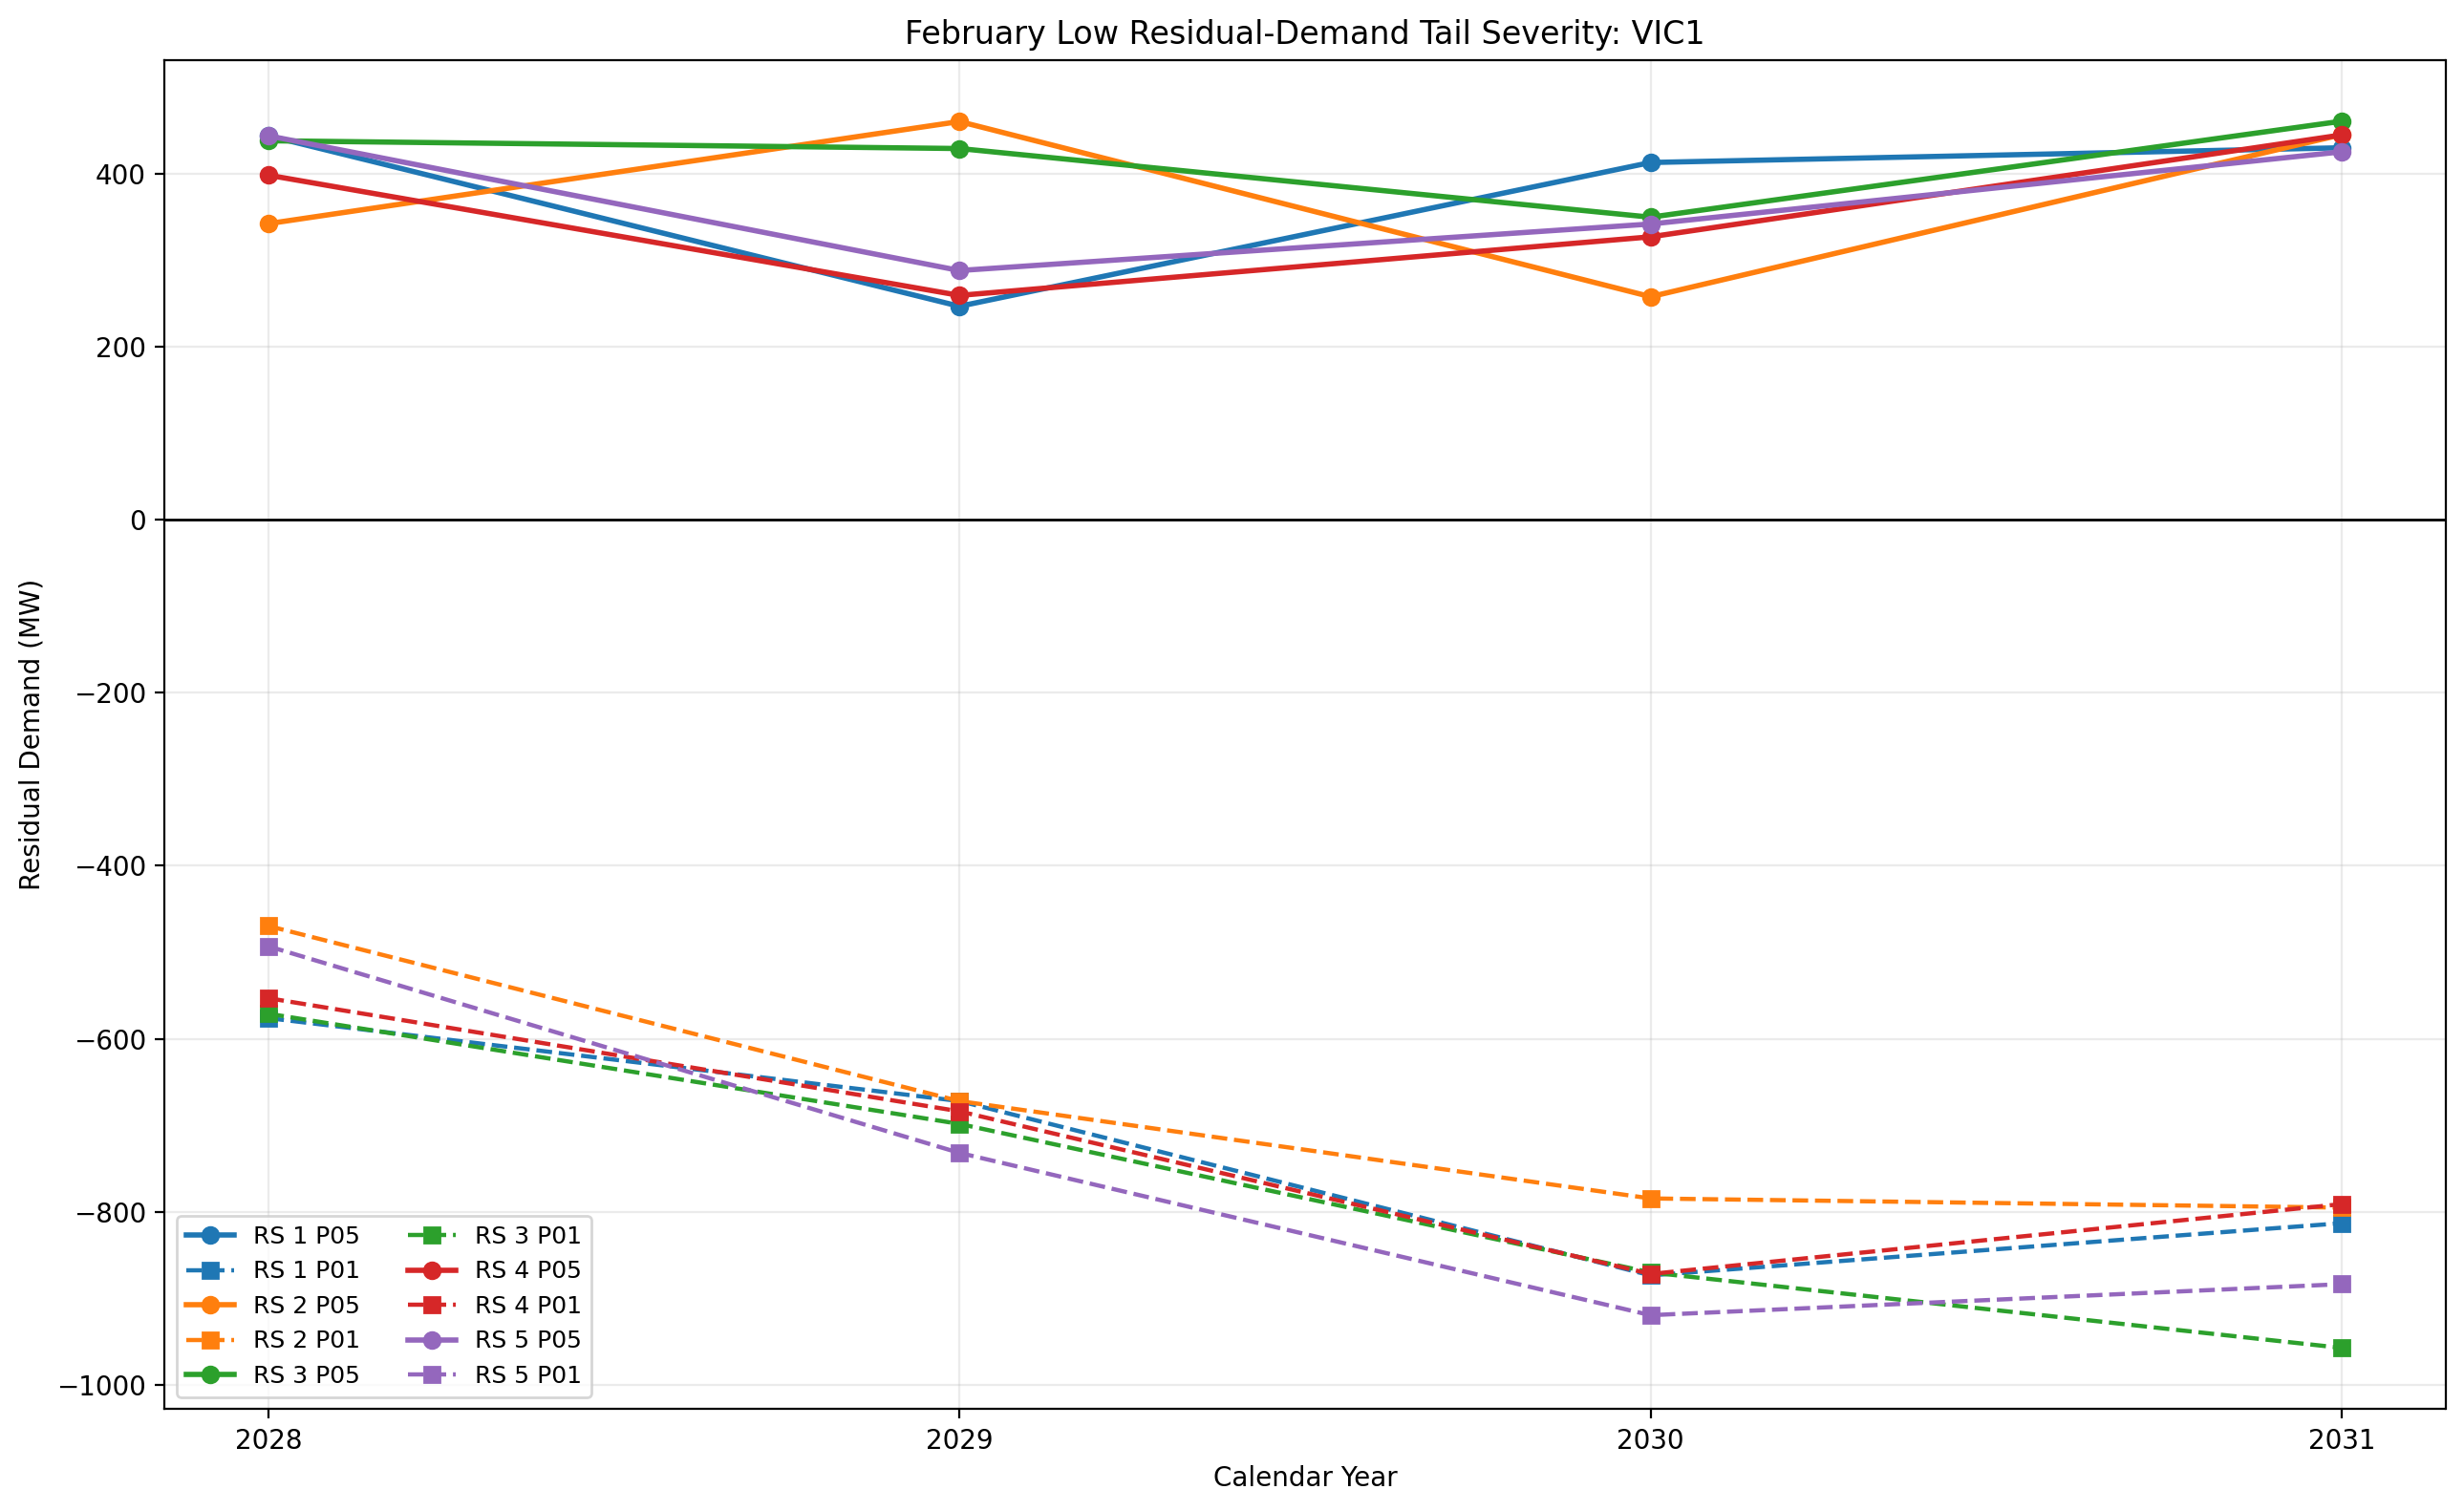 February Low Residual-Demand Tail Severity: VIC1
Residual Demand (MW)
400
200
0
−200
−400
−600
−800
−1000
RS 1 P05
RS 1 P01
RS 2 P05
RS 2 P01
RS 3 P05
RS 3 P01
RS 4 P05
RS 4 P01
RS 5 P05
RS 5 P01
2028
2029
2030
2031
Calendar Year